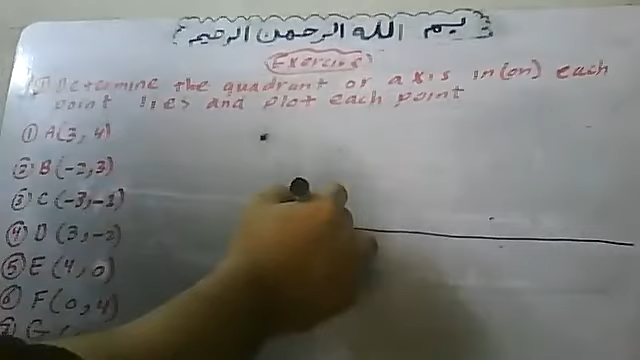 بسم الله الرحمن الرحيم
Exercise
① Determine the quadrant or axis in(on) each
point lies and plot each point
① A(3, 4)
② B(-2,3)
③ C(-3,-1)
④ D(3,-2)
⑤ E(4,0)
⑥ F(0,4)